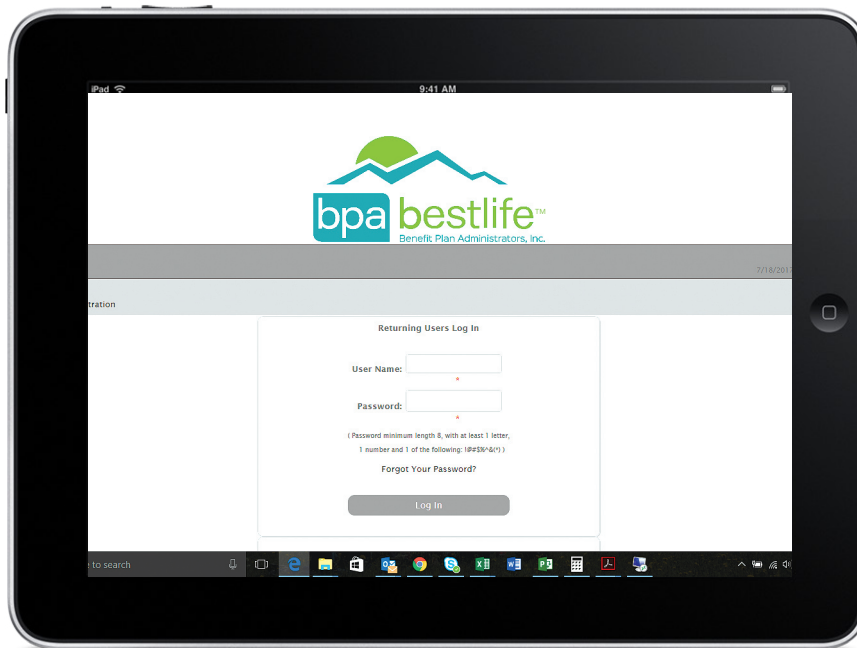 iPad 9:41 AM
bpa bestlife™
Benefit Plan Administrators, Inc.
7/18/201
tration
Returning Users Log In
User Name:
*
Password:
*
( Password minimum length 8, with at least 1 letter,
1 number and 1 of the following: !@#$%^&(*) )
Forgot Your Password?
Log In
to search